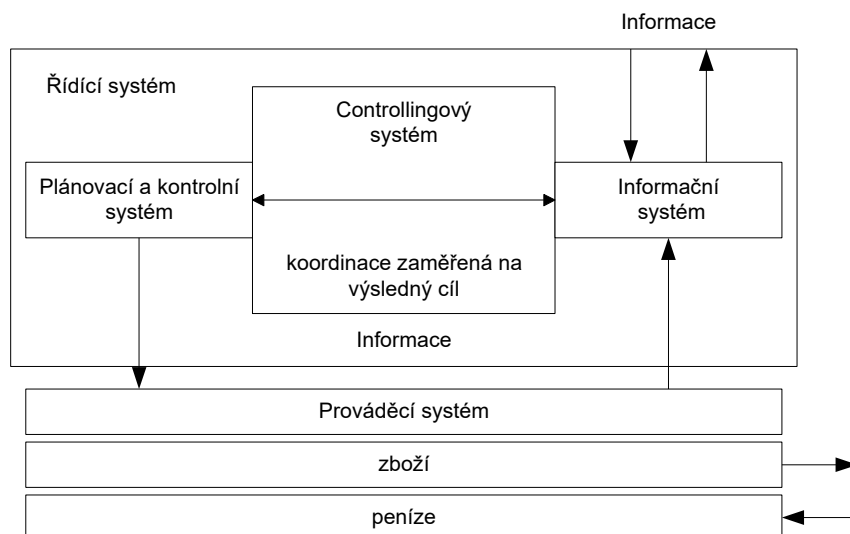 Informace
Řídící systém
Controllingový
systém
Plánovací a kontrolní
systém
Informační
systém
koordinace zaměřená na
výsledný cíl
Informace
Prováděcí systém
zboží
peníze